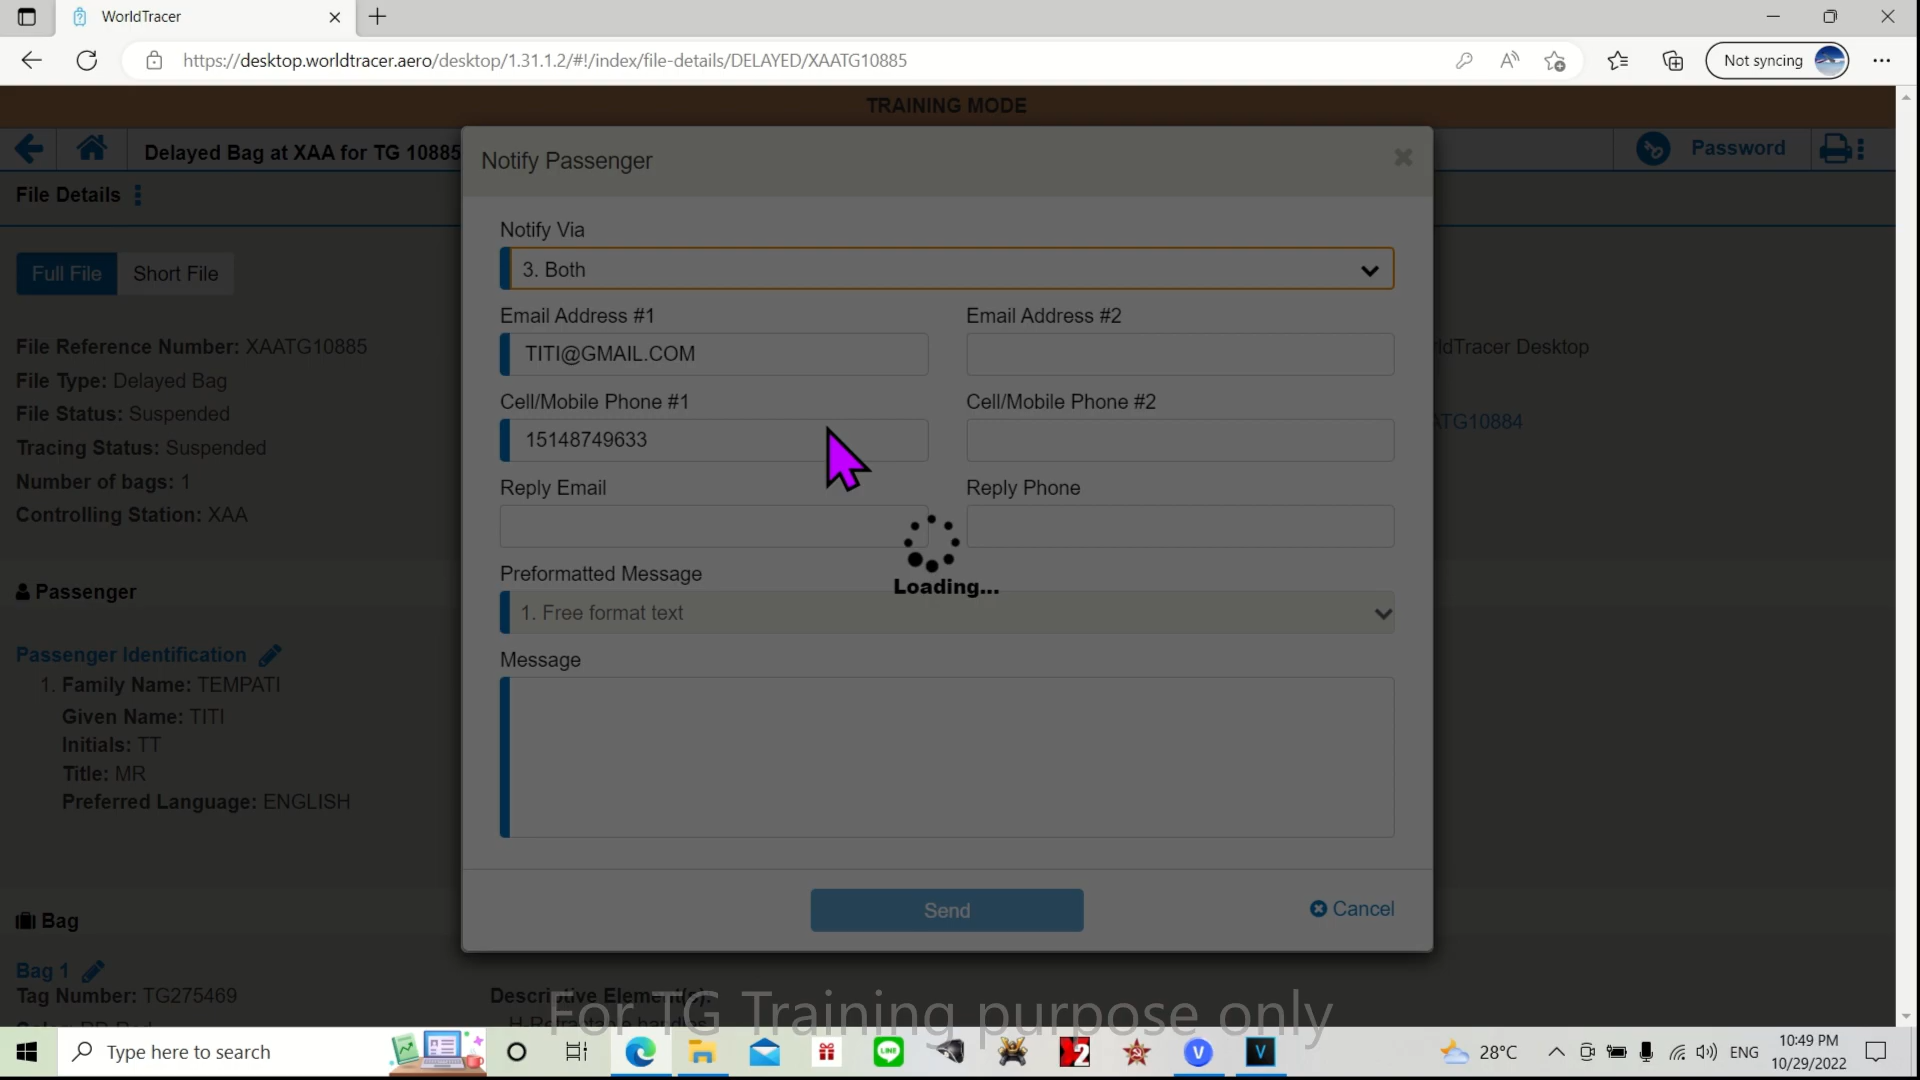 WorldTracer
https://desktop.worldtracer.aero/desktop/1.31.1.2/#!/index/file-details/DELAYED/XAATG10885
Not syncing
TRAINING MODE
Delayed Bag at XAA for TG 10885
Password
File Details
Full File
Short File
File Reference Number: XAATG10885
File Type: Delayed Bag
File Status: Suspended
Tracing Status: Suspended
Number of bags: 1
Controlling Station: XAA
Passenger
Passenger Identification
1. Family Name: TEMPATI
Given Name: TITI
Initials: TT
Title: MR
Preferred Language: ENGLISH
Bag
Bag 1
Tag Number: TG275469
Descriptive Element(s):
Notify Passenger
Notify Via
3. Both
Email Address #1
Email Address #2
TITI@GMAIL.COM
Cell/Mobile Phone #1
Cell/Mobile Phone #2
15148749633
Reply Email
Reply Phone
Loading...
Preformatted Message
1. Free format text
Message
Send
Cancel
ldTracer Desktop
ATG10884
For TG Training purpose only
Type here to search
28°C
ENG
10:49 PM
10/29/2022